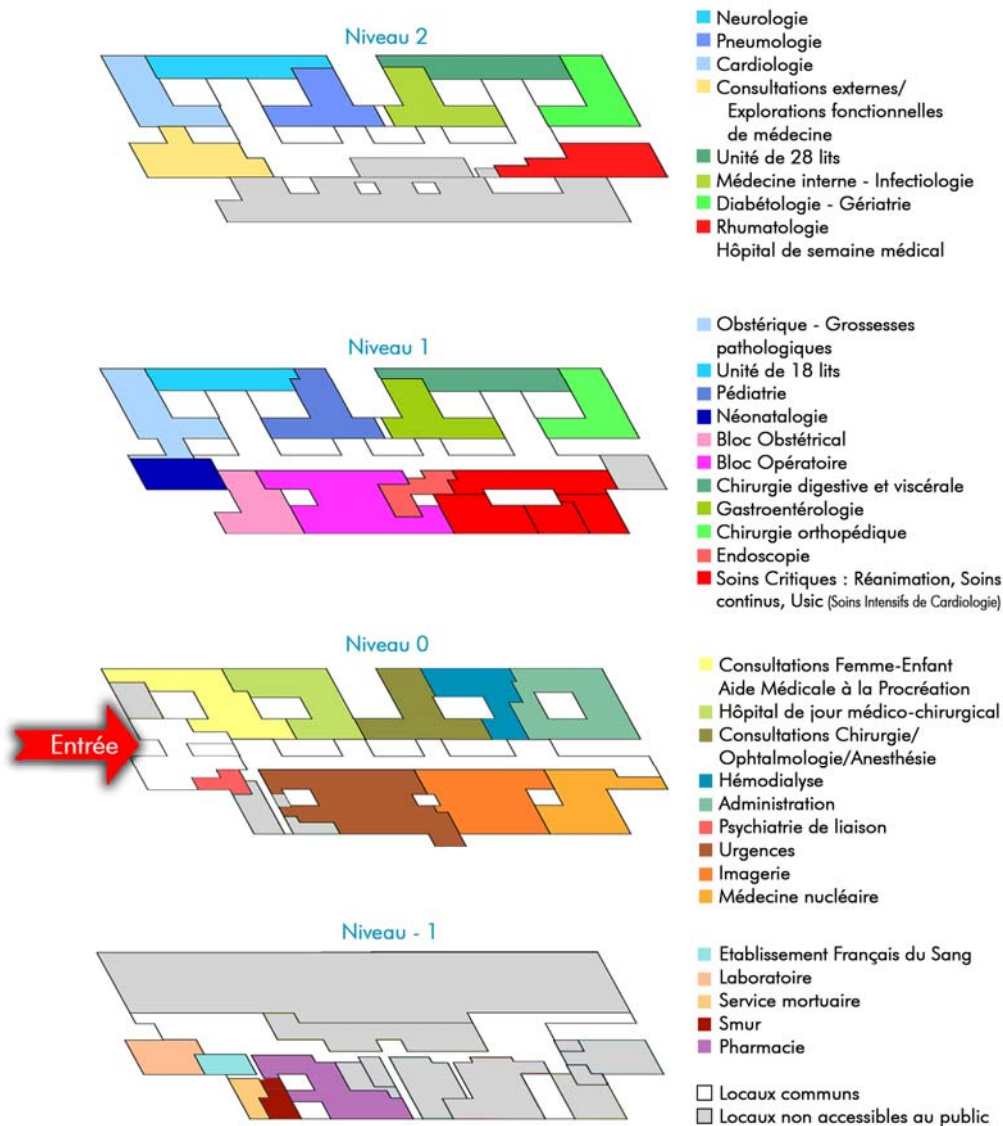 Niveau 2
Neurologie
Pneumologie
Cardiologie
Consultations externes/
Explorations fonctionnelles
de médecine
Unité de 28 lits
Médecine interne - Infectiologie
Diabétologie - Gériatrie
Rhumatologie
Hôpital de semaine médical
Niveau 1
Obstérique - Grossesses
pathologiques
Unité de 18 lits
Pédiatrie
Néonatalogie
Bloc Obstétrical
Bloc Opératoire
Chirurgie digestive et viscérale
Gastroentérologie
Chirurgie orthopédique
Endoscopie
Soins Critiques : Réanimation, Soins
continus, Usic (Soins Intensifs de Cardiologie)
Niveau 0
Entrée
Consultations Femme-Enfant
Aide Médicale à la Procréation
Hôpital de jour médico-chirurgical
Consultations Chirurgie/
Ophtalmologie/Anesthésie
Hémodialyse
Administration
Psychiatrie de liaison
Urgences
Imagerie
Médecine nucléaire
Niveau - 1
Etablissement Français du Sang
Laboratoire
Service mortuaire
Smur
Pharmacie
Locaux communs
Locaux non accessibles au public